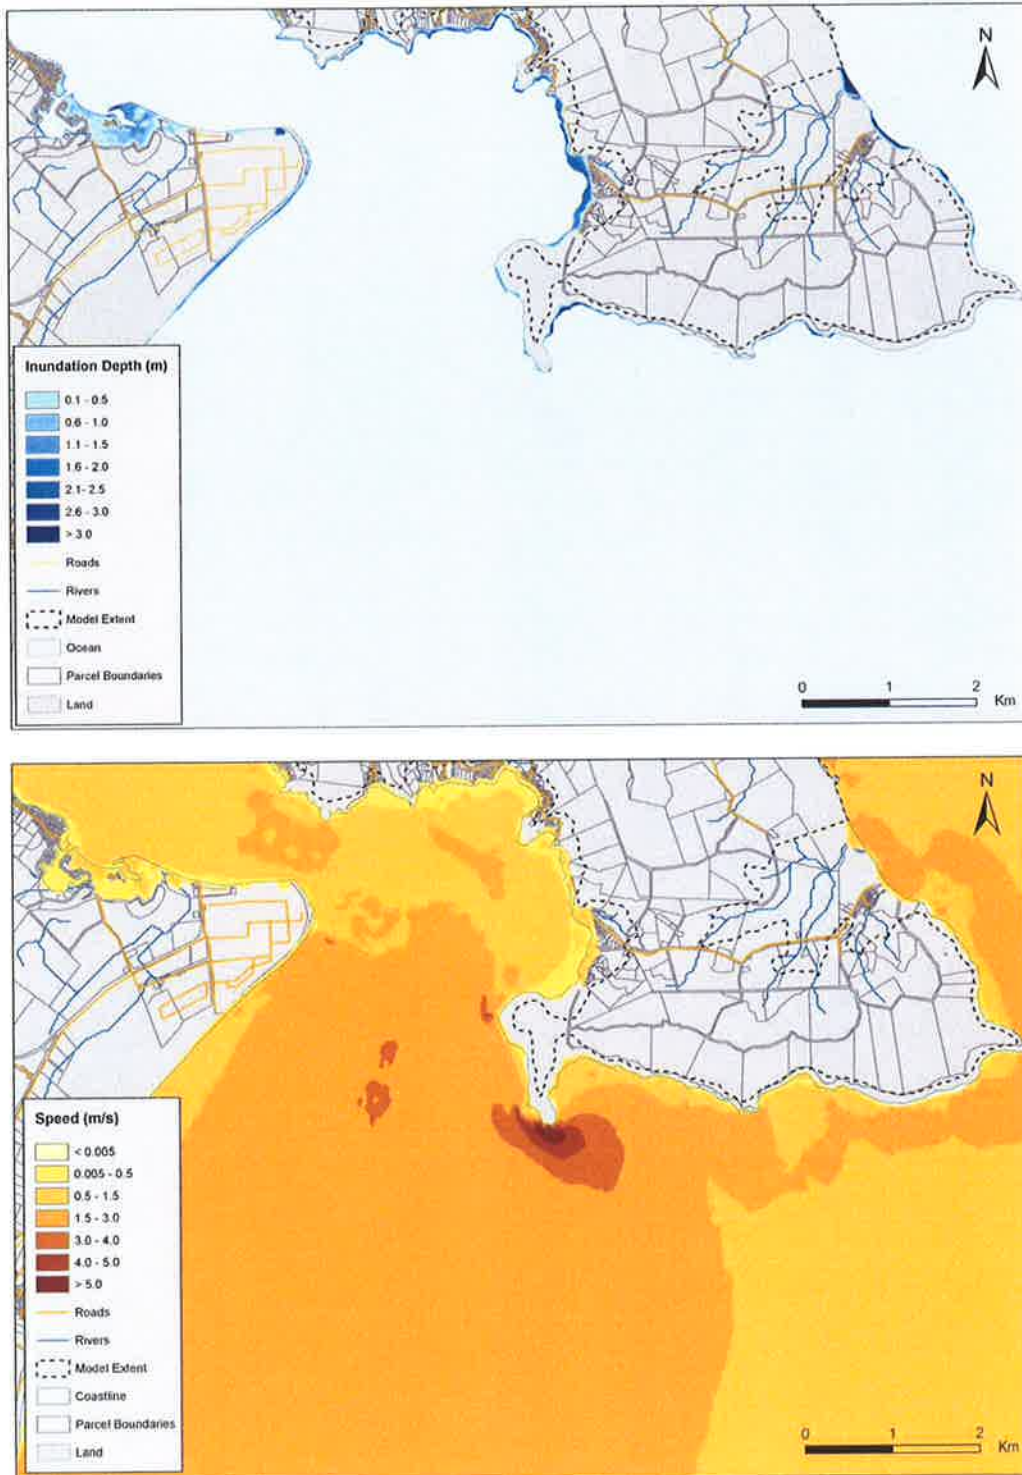 N
Inundation Depth (m)
0.1 - 0.5
0.6 - 1.0
1.1 - 1.5
1.6 - 2.0
2.1- 2.5
2.6 - 3.0
> 3.0
Roads
Rivers
Model Extent
Ocean
Parcel Boundaries
Land
0 1 2
Km
N
Speed (m/s)
< 0.005
0.005 - 0.5
0.5 - 1.5
1.5 - 3.0
3.0 - 4.0
4.0 - 5.0
> 5.0
Roads
Rivers
Model Extent
Coastline
Parcel Boundaries
Land
0 1 2
Km